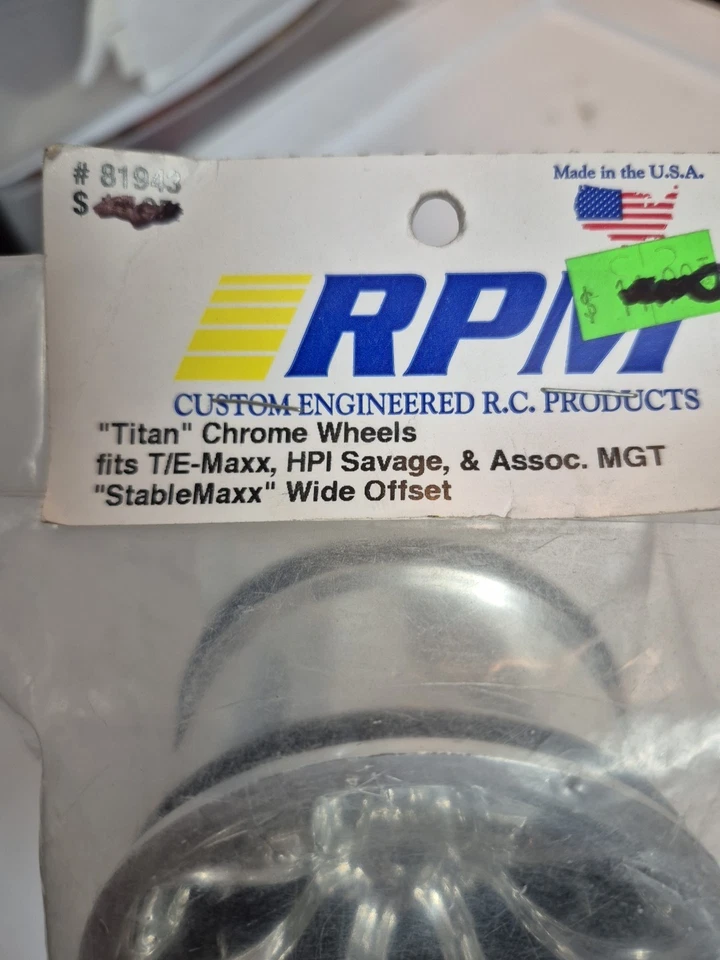 # 81943
$
Made in the U.S.A.
RPM
CUSTOM ENGINEERED R.C. PRODUCTS
"Titan" Chrome Wheels
fits T/E-Maxx, HPI Savage, & Assoc. MGT
"StableMaxx" Wide Offset